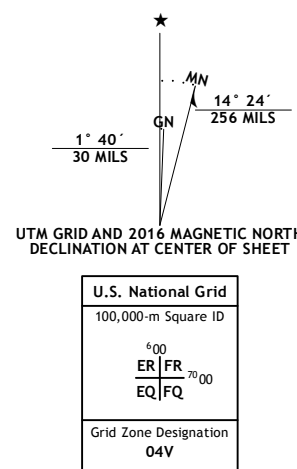 ★
MN
GN
14° 24´
256 MILS
1° 40´
30 MILS
UTM GRID AND 2016 MAGNETIC NORTH
DECLINATION AT CENTER OF SHEET
U.S. National Grid
100,000-m Square ID
600
ER FR
7000
EQ FQ
Grid Zone Designation
04V